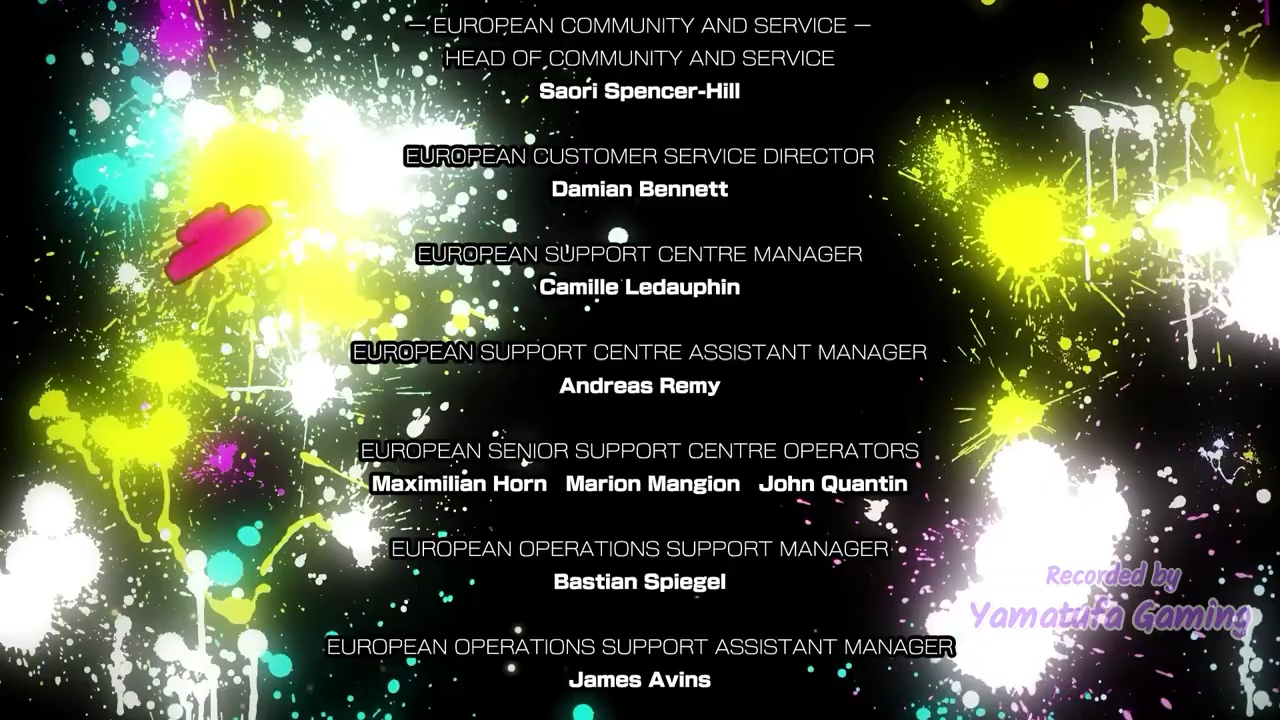 — EUROPEAN COMMUNITY AND SERVICE —
HEAD OF COMMUNITY AND SERVICE
Saori Spencer-Hill
EUROPEAN CUSTOMER SERVICE DIRECTOR
Damian Bennett
EUROPEAN SUPPORT CENTRE MANAGER
Camille Ledauphin
EUROPEAN SUPPORT CENTRE ASSISTANT MANAGER
Andreas Remy
EUROPEAN SENIOR SUPPORT CENTRE OPERATORS
Maximilian Horn Marion Mangion John Quantin
EUROPEAN OPERATIONS SUPPORT MANAGER
Bastian Spiegel
Recorded by
Yamatufa Gaming
EUROPEAN OPERATIONS SUPPORT ASSISTANT MANAGER
James Avins